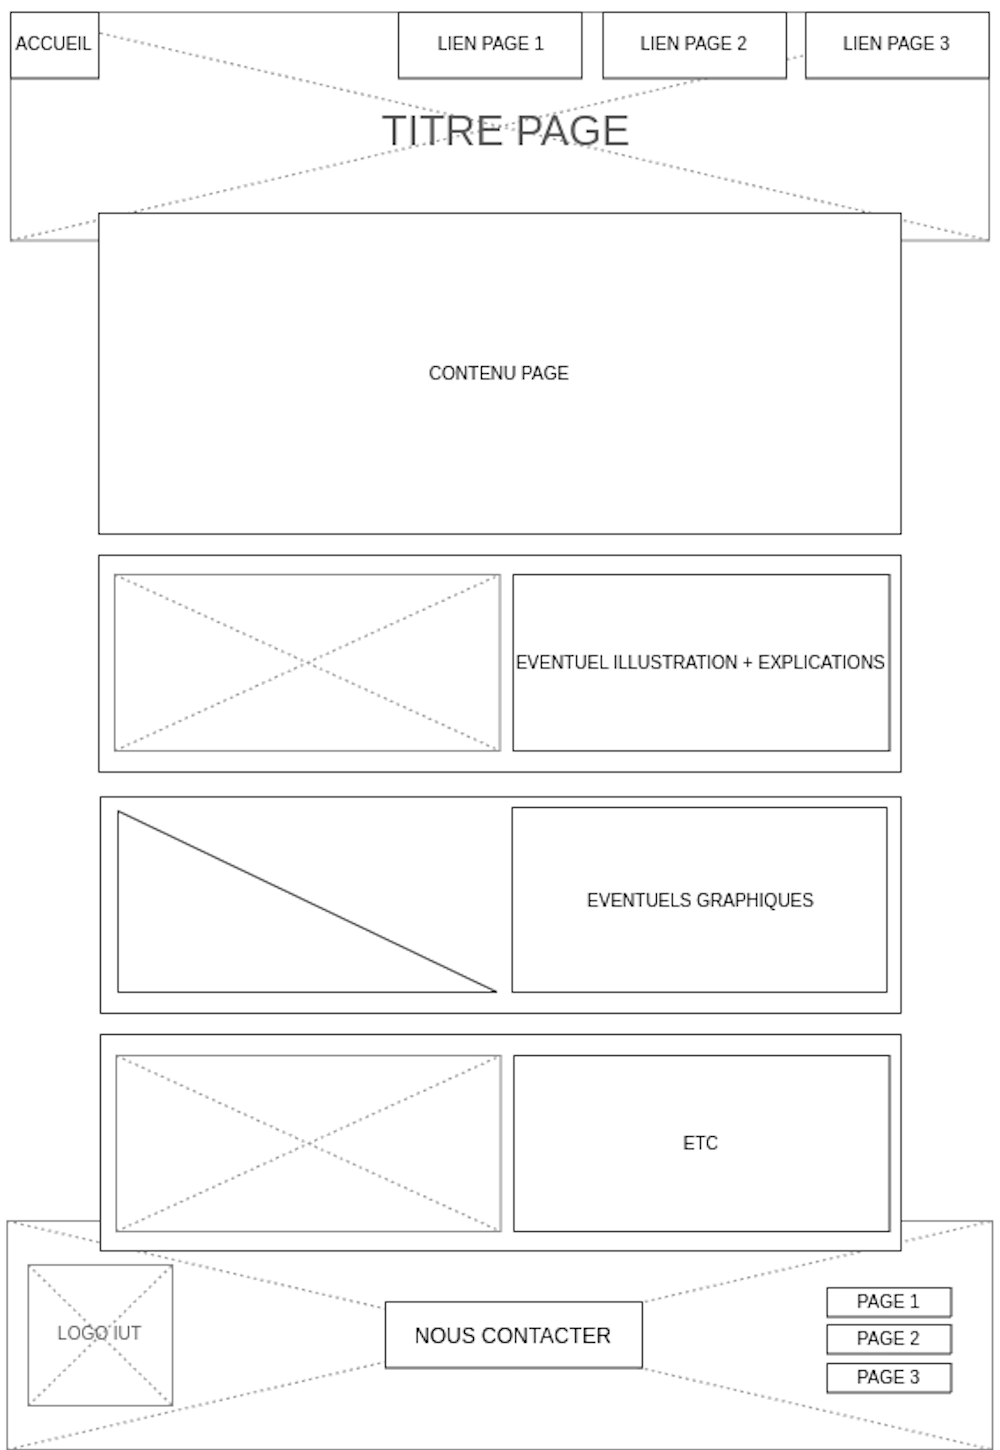 ACCUEIL
LIEN PAGE 1
LIEN PAGE 2
LIEN PAGE 3
TITRE PAGE
CONTENU PAGE
EVENTUEL ILLUSTRATION + EXPLICATIONS
EVENTUELS GRAPHIQUES
ETC
LOGO IUT
NOUS CONTACTER
PAGE 1
PAGE 2
PAGE 3